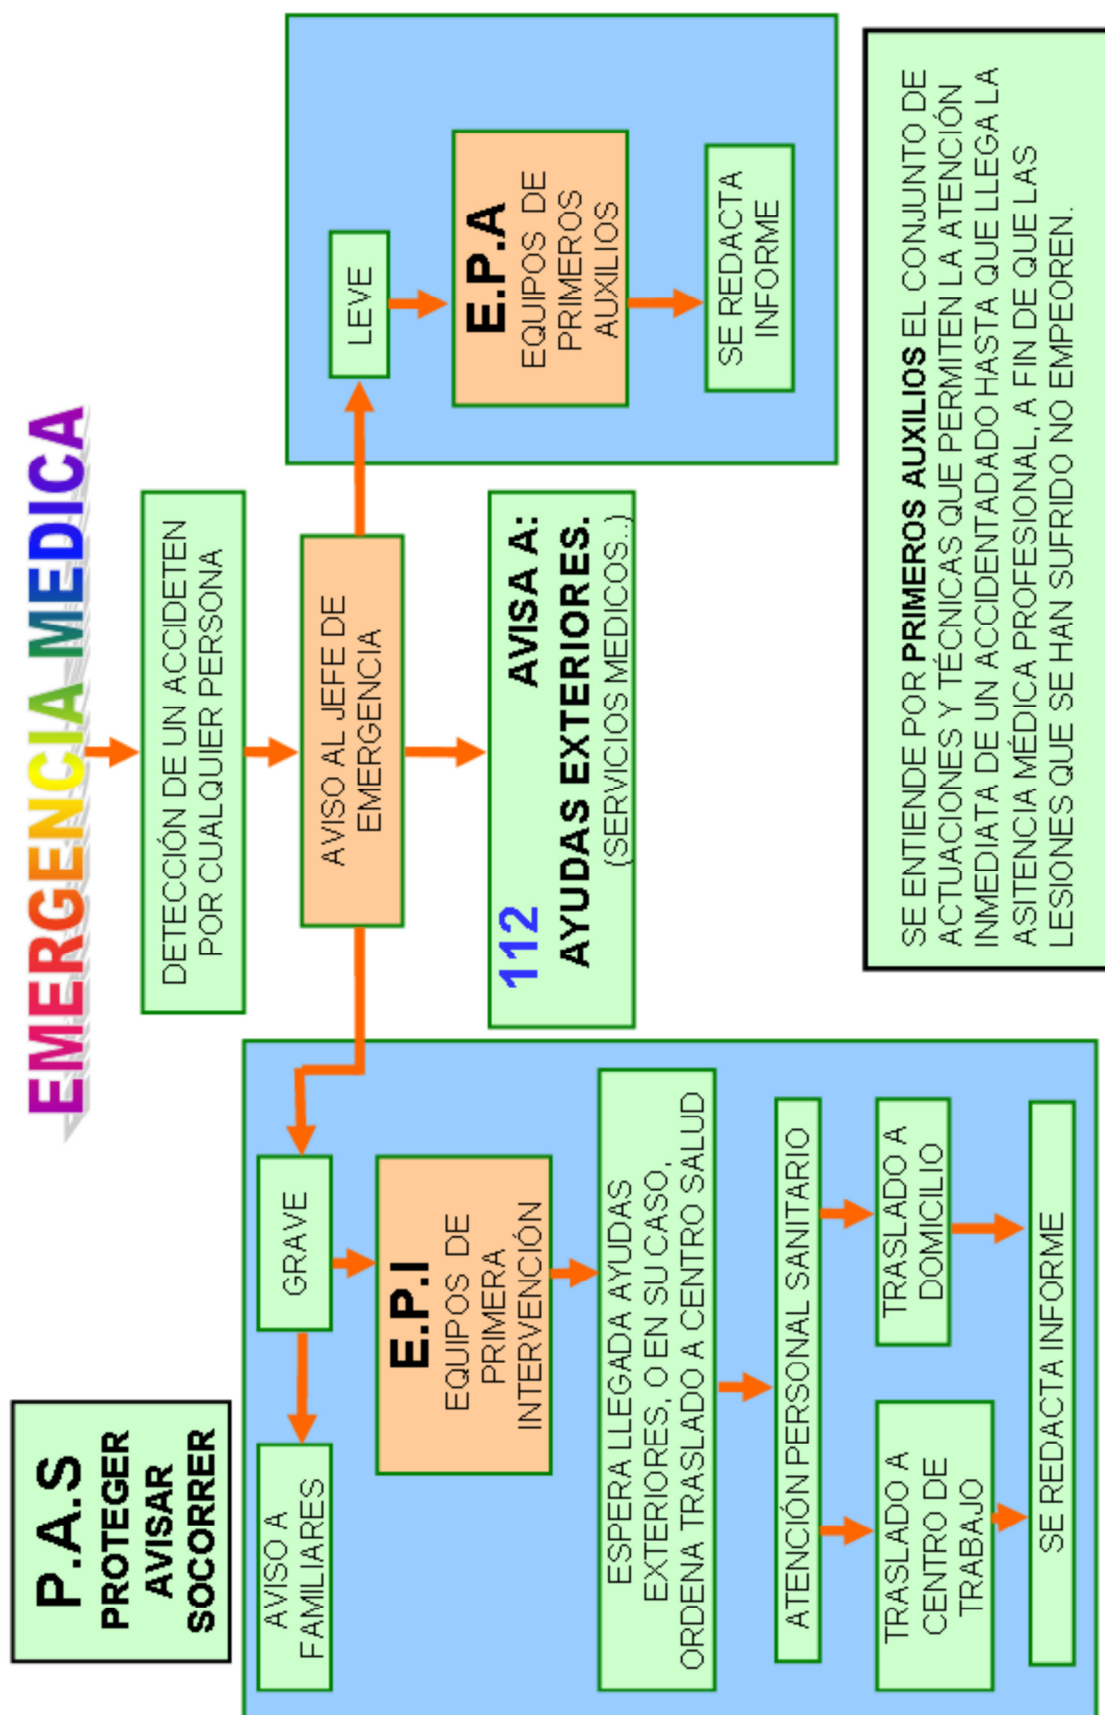 EMERGENCIA MEDICA
P.A.S
PROTEGER
AVISAR
SOCORRER
DETECCIÓN DE UN ACCIDETEN
POR CUALQUIER PERSONA
AVISO AL JEFE DE
EMERGENCIA
112 AVISA A:
AYUDAS EXTERIORES.
(SERVICIOS MEDICOS..)
GRAVE
AVISO A
FAMILIARES
E.P.I
EQUIPOS DE
PRIMERA
INTERVENCIÓN
ESPERA LLEGADA AYUDAS
EXTERIORES, O EN SU CASO,
ORDENA TRASLADO A CENTRO SALUD
ATENCIÓN PERSONAL SANITARIO
TRASLADO A
CENTRO DE
TRABAJO
TRASLADO A
DOMICILIO
SE REDACTA INFORME
LEVE
E.P.A
EQUIPOS DE
PRIMEROS
AUXILIOS
SE REDACTA
INFORME
SE ENTIENDE POR PRIMEROS AUXILIOS EL CONJUNTO DE
ACTUACIONES Y TÉCNICAS QUE PERMITEN LA ATENCIÓN
INMEDIATA DE UN ACCIDENTADADO HASTA QUE LLEGA LA
ASITENCIA MÉDICA PROFESIONAL, A FIN DE QUE LAS
LESIONES QUE SE HAN SUFRIDO NO EMPEOREN.